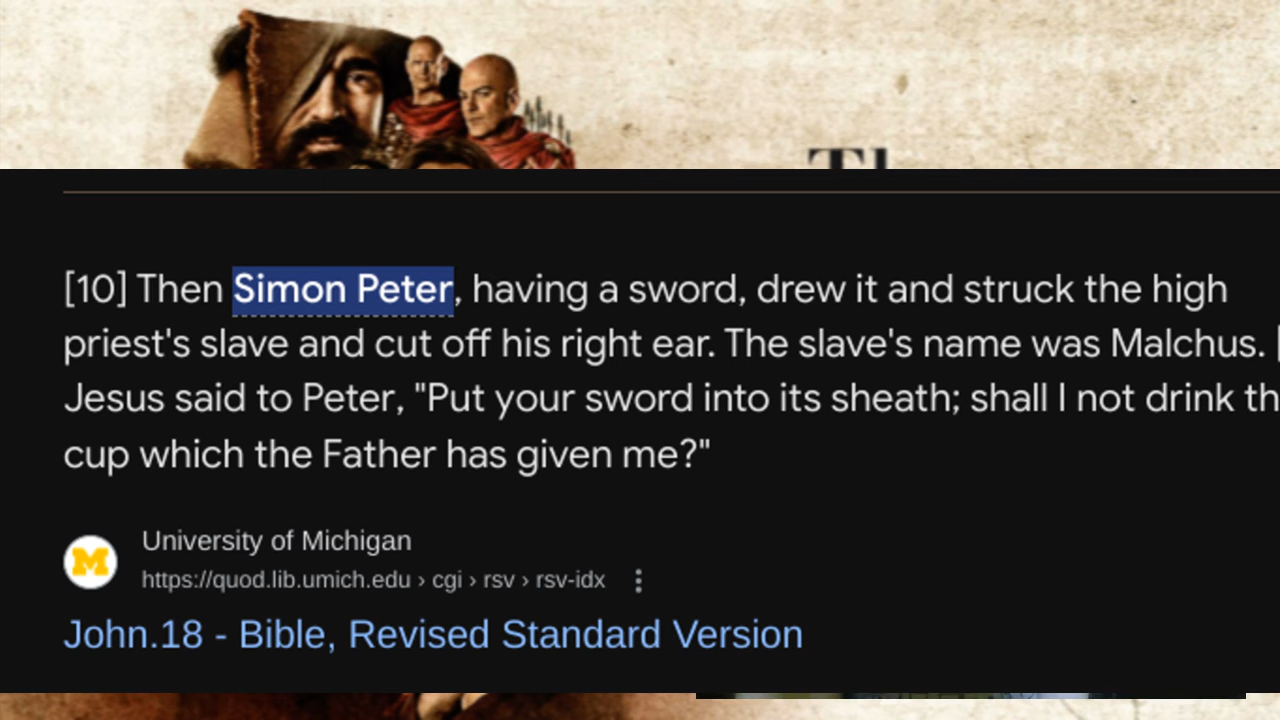 [10] Then Simon Peter, having a sword, drew it and struck the high
priest's slave and cut off his right ear. The slave's name was Malchus.
Jesus said to Peter, "Put your sword into its sheath; shall I not drink
cup which the Father has given me?"
University of Michigan
https://quod.lib.umich.edu › cgi › rsv › rsv-idx
John.18 - Bible, Revised Standard Version